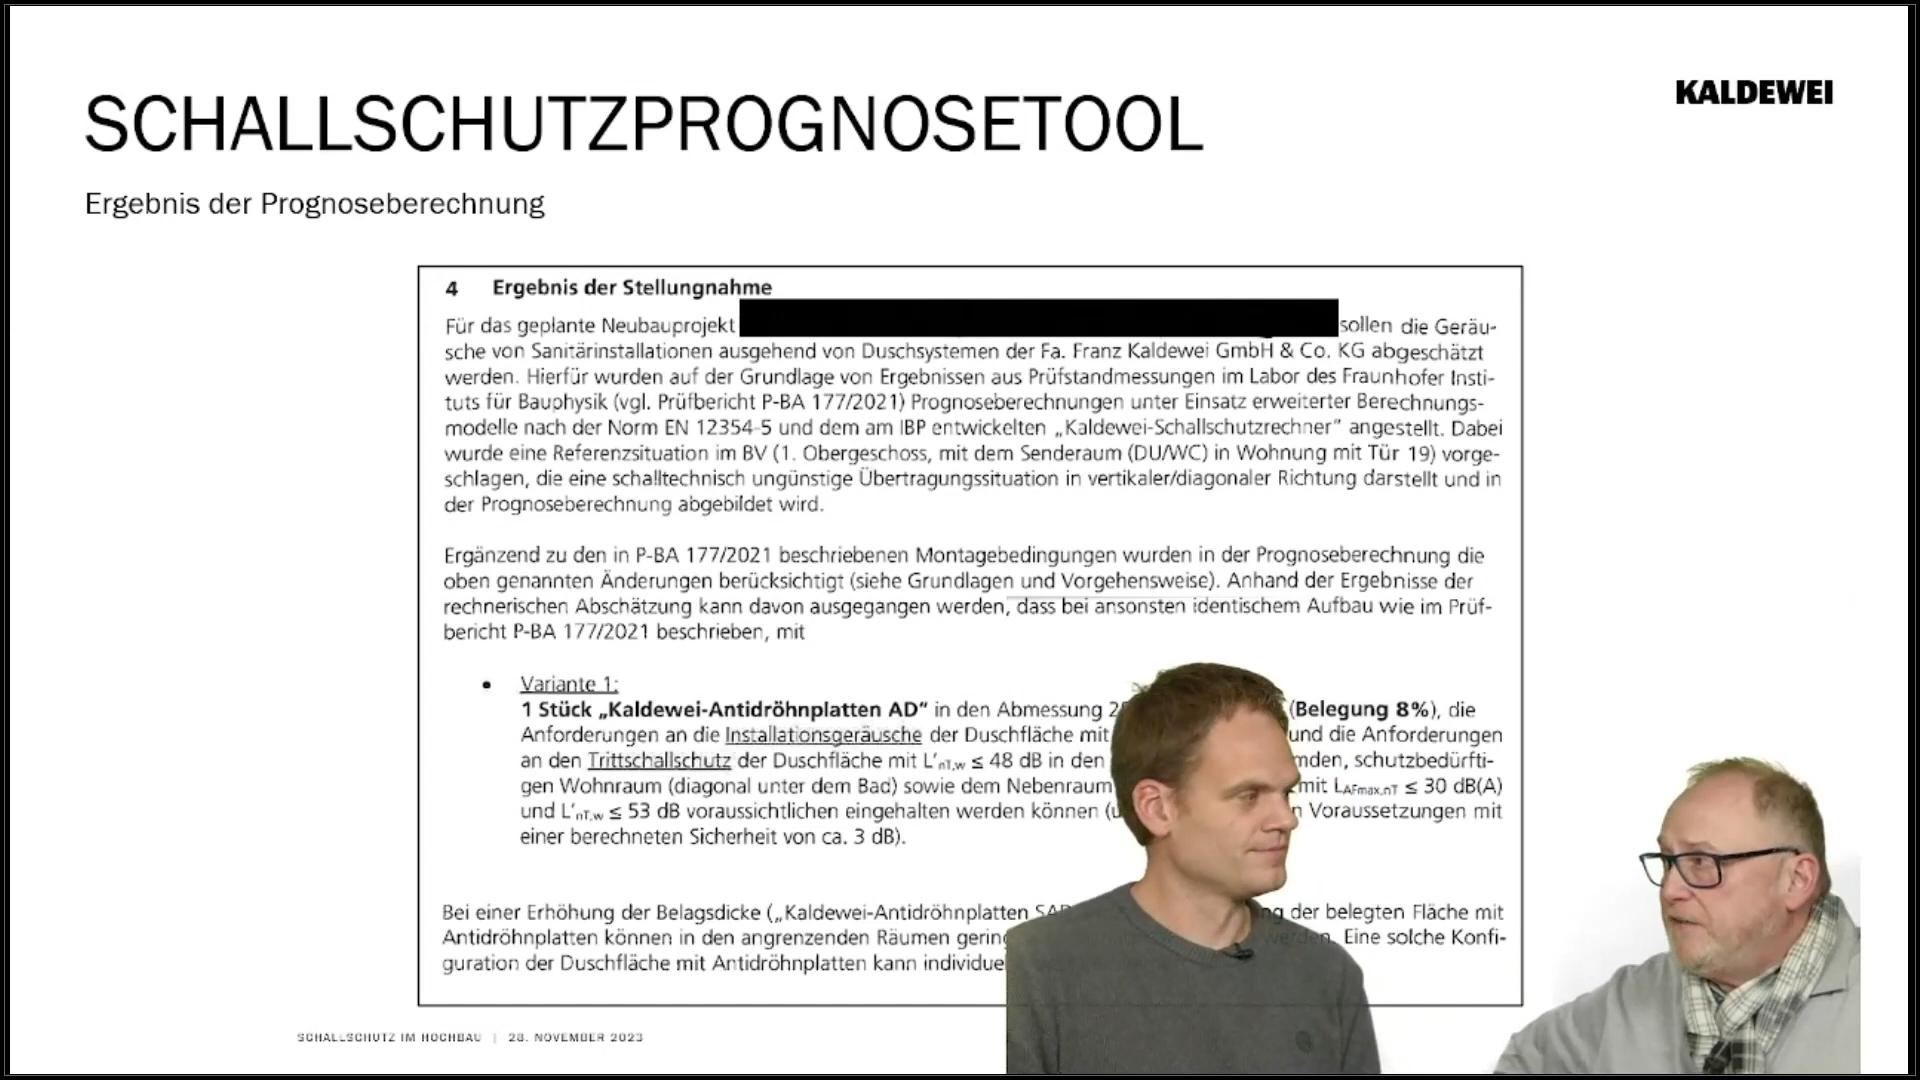 SCHALLSCHUTZPROGNOSETOOL
KALDEWEI
Ergebnis der Prognoseberechnung
4 Ergebnis der Stellungnahme
Für das geplante Neubauprojekt sollen die Geräu-
sche von Sanitärinstallationen ausgehend von Duschsystemen der Fa. Franz Kaldewei GmbH & Co. KG abgeschätzt
werden. Hierfür wurden auf der Grundlage von Ergebnissen aus Prüfstandmessungen im Labor des Fraunhofer Insti-
tuts für Bauphysik (vgl. Prüfbericht P-BA 177/2021) Prognoseberechnungen unter Einsatz erweiterter Berechnungs-
modelle nach der Norm EN 12354-5 und dem am IBP entwickelten „Kaldewei-Schallschutzrechner“ angestellt. Dabei
wurde eine Referenzsituation im BV (1. Obergeschoss, mit dem Senderaum (DU/WC) in Wohnung mit Tür 19) vorge-
schlagen, die eine schalltechnisch ungünstige Übertragungssituation in vertikaler/diagonaler Richtung darstellt und in
der Prognoseberechnung abgebildet wird.
Ergänzend zu den in P-BA 177/2021 beschriebenen Montagebedingungen wurden in der Prognoseberechnung die
oben genannten Änderungen berücksichtigt (siehe Grundlagen und Vorgehensweise). Anhand der Ergebnisse der
rechnerischen Abschätzung kann davon ausgegangen werden, dass bei ansonsten identischem Aufbau wie im Prüf-
bericht P-BA 177/2021 beschrieben, mit
• Variante 1:
1 Stück „Kaldewei-Antidröhnplatten AD“ in den Abmessung (Belegung 8%), die
Anforderungen an die Installationsgeräusche der Duschfläche mit und die Anforderungen
an den Trittschallschutz der Duschfläche mit L'nT,w ≤ 48 dB in den schutzbedürfti-
gen Wohnraum (diagonal unter dem Bad) sowie dem Nebenraum mit LAFmax,nT ≤ 30 dB(A)
und L'nT,w ≤ 53 dB voraussichtlichen eingehalten werden können Voraussetzungen mit
einer berechneten Sicherheit von ca. 3 dB).
Bei einer Erhöhung der Belagsdicke („Kaldewei-Antidröhnplatten der belegten Fläche mit
Antidröhnplatten können in den angrenzenden Räumen werden. Eine solche Konfi-
guration der Duschfläche mit Antidröhnplatten kann
SCHALLSCHUTZ IM HOCHBAU | 28. NOVEMBER 2023